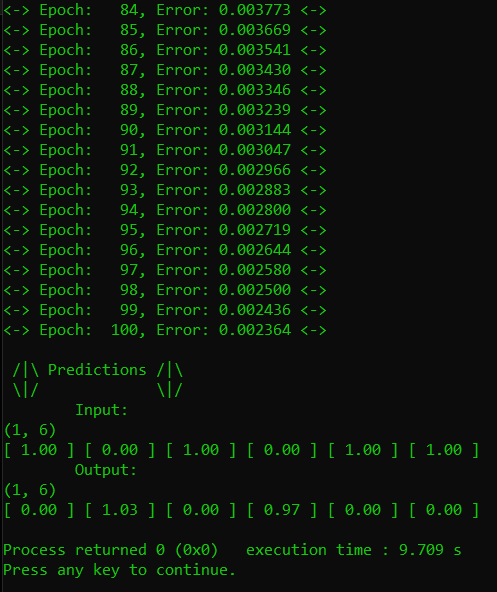 <-> Epoch:   84, Error: 0.003773 <->
<-> Epoch:   85, Error: 0.003669 <->
<-> Epoch:   86, Error: 0.003541 <->
<-> Epoch:   87, Error: 0.003430 <->
<-> Epoch:   88, Error: 0.003346 <->
<-> Epoch:   89, Error: 0.003239 <->
<-> Epoch:   90, Error: 0.003144 <->
<-> Epoch:   91, Error: 0.003047 <->
<-> Epoch:   92, Error: 0.002966 <->
<-> Epoch:   93, Error: 0.002883 <->
<-> Epoch:   94, Error: 0.002800 <->
<-> Epoch:   95, Error: 0.002719 <->
<-> Epoch:   96, Error: 0.002644 <->
<-> Epoch:   97, Error: 0.002580 <->
<-> Epoch:   98, Error: 0.002500 <->
<-> Epoch:   99, Error: 0.002436 <->
<-> Epoch:  100, Error: 0.002364 <->
 /|\ Predictions /|\
 \|/             \|/
        Input:
(1, 6)
[ 1.00 ] [ 0.00 ] [ 1.00 ] [ 0.00 ] [ 1.00 ] [ 1.00 ]
        Output:
(1, 6)
[ 0.00 ] [ 1.03 ] [ 0.00 ] [ 0.97 ] [ 0.00 ] [ 0.00 ]
Process returned 0 (0x0)   execution time : 9.709 s
Press any key to continue.